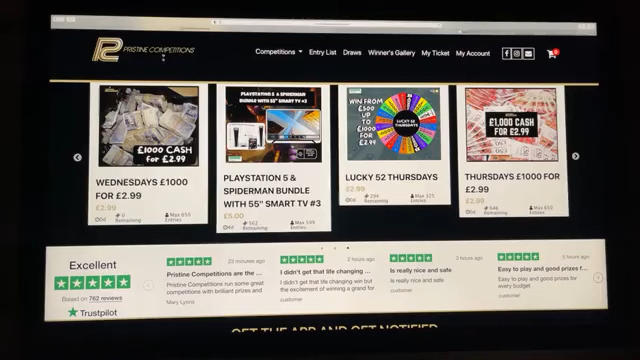 PRISTINE COMPETITIONS
Competitions
Entry List
Draws
Winner's Gallery
My Ticket
My Account
£1000 CASH
FOR £2.99
WEDNESDAYS £1000
FOR £2.99
£2.99
0
Remaining
Max 650
Entries
PLAYSTATION 5 & SPIDERMAN
BUNDLE WITH 55" SMART TV #3
PLAYSTATION 5 &
SPIDERMAN BUNDLE
WITH 55" SMART TV #3
£5.00
562
Remaining
Max 599
Entries
WIN FROM
£500
UP
TO
£1000
FOR
£2.99
LUCKY 52
THURSDAYS
LUCKY 52 THURSDAYS
£2.99
294
Remaining
Max 325
Entries
£1,000 CASH
FOR £2.99
THURSDAYS £1000 FOR
£2.99
£2.99
646
Remaining
Max 650
Entries
Excellent
Based on 762 reviews
Trustpilot
23 minutes ago
Pristine Competitions are the ...
Pristine Competitions run some great
competitions with brilliant prizes and
Mary Lyons
2 hours ago
I didn't get that life changing ...
I didn't get that life changing win
but the excitement of winning a grand for
customer
3 hours ago
Is really nice and safe
Is really nice and safe
customer
5 hours ago
Easy to play and good prizes f...
Easy to play and good prizes for
every budget
customer
GET THE APP AND GET NOTIFIED